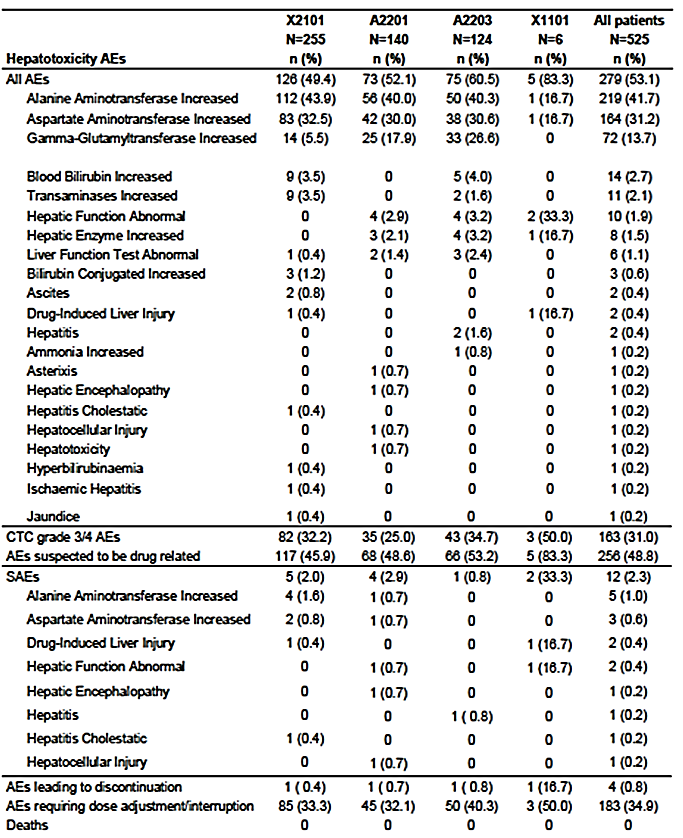 X2101 A2201 A2203 X1101 All patients
N=255 N=140 N=124 N=6 N=525
Hepatotoxicity AEs n (%) n (%) n (%) n (%) n (%)
All AEs 126 (49.4) 73 (52.1) 75 (60.5) 5 (83.3) 279 (53.1)
Alanine Aminotransferase Increased 112 (43.9) 56 (40.0) 50 (40.3) 1 (16.7) 219 (41.7)
Aspartate Aminotransferase Increased 83 (32.5) 42 (30.0) 38 (30.6) 1 (16.7) 164 (31.2)
Gamma-Glutamyltransferase Increased 14 (5.5) 25 (17.9) 33 (26.6) 0 72 (13.7)
Blood Bilirubin Increased 9 (3.5) 0 5 (4.0) 0 14 (2.7)
Transaminases Increased 9 (3.5) 0 2 (1.6) 0 11 (2.1)
Hepatic Function Abnormal 0 4 (2.9) 4 (3.2) 2 (33.3) 10 (1.9)
Hepatic Enzyme Increased 0 3 (2.1) 4 (3.2) 1 (16.7) 8 (1.5)
Liver Function Test Abnormal 1 (0.4) 2 (1.4) 3 (2.4) 0 6 (1.1)
Bilirubin Conjugated Increased 3 (1.2) 0 0 0 3 (0.6)
Ascites 2 (0.8) 0 0 0 2 (0.4)
Drug-Induced Liver Injury 1 (0.4) 0 0 1 (16.7) 2 (0.4)
Hepatitis 0 0 2 (1.6) 0 2 (0.4)
Ammonia Increased 0 0 1 (0.8) 0 1 (0.2)
Asterixis 0 1 (0.7) 0 0 1 (0.2)
Hepatic Encephalopathy 0 1 (0.7) 0 0 1 (0.2)
Hepatitis Cholestatic 1 (0.4) 0 0 0 1 (0.2)
Hepatocellular Injury 0 1 (0.7) 0 0 1 (0.2)
Hepatotoxicity 0 1 (0.7) 0 0 1 (0.2)
Hyperbilirubinaemia 1 (0.4) 0 0 0 1 (0.2)
Ischaemic Hepatitis 1 (0.4) 0 0 0 1 (0.2)
Jaundice 1 (0.4) 0 0 0 1 (0.2)
CTC grade 3/4 AEs 82 (32.2) 35 (25.0) 43 (34.7) 3 (50.0) 163 (31.0)
AEs suspected to be drug related 117 (45.9) 68 (48.6) 66 (53.2) 5 (83.3) 256 (48.8)
SAEs 5 (2.0) 4 (2.9) 1 (0.8) 2 (33.3) 12 (2.3)
Alanine Aminotransferase Increased 4 (1.6) 1 (0.7) 0 0 5 (1.0)
Aspartate Aminotransferase Increased 2 (0.8) 1 (0.7) 0 0 3 (0.6)
Drug-Induced Liver Injury 1 (0.4) 0 0 1 (16.7) 2 (0.4)
Hepatic Function Abnormal 0 1 (0.7) 0 1 (16.7) 2 (0.4)
Hepatic Encephalopathy 0 1 (0.7) 0 0 1 (0.2)
Hepatitis 0 0 1 ( 0.8) 0 1 (0.2)
Hepatitis Cholestatic 1 (0.4) 0 0 0 1 (0.2)
Hepatocellular Injury 0 1 (0.7) 0 0 1 (0.2)
AEs leading to discontinuation 1 ( 0.4) 1 (0.7) 1 (0.8) 1 (16.7) 4 (0.8)
AEs requiring dose adjustment/interruption 85 (33.3) 45 (32.1) 50 (40.3) 3 (50.0) 183 (34.9)
Deaths 0 0 0 0 0